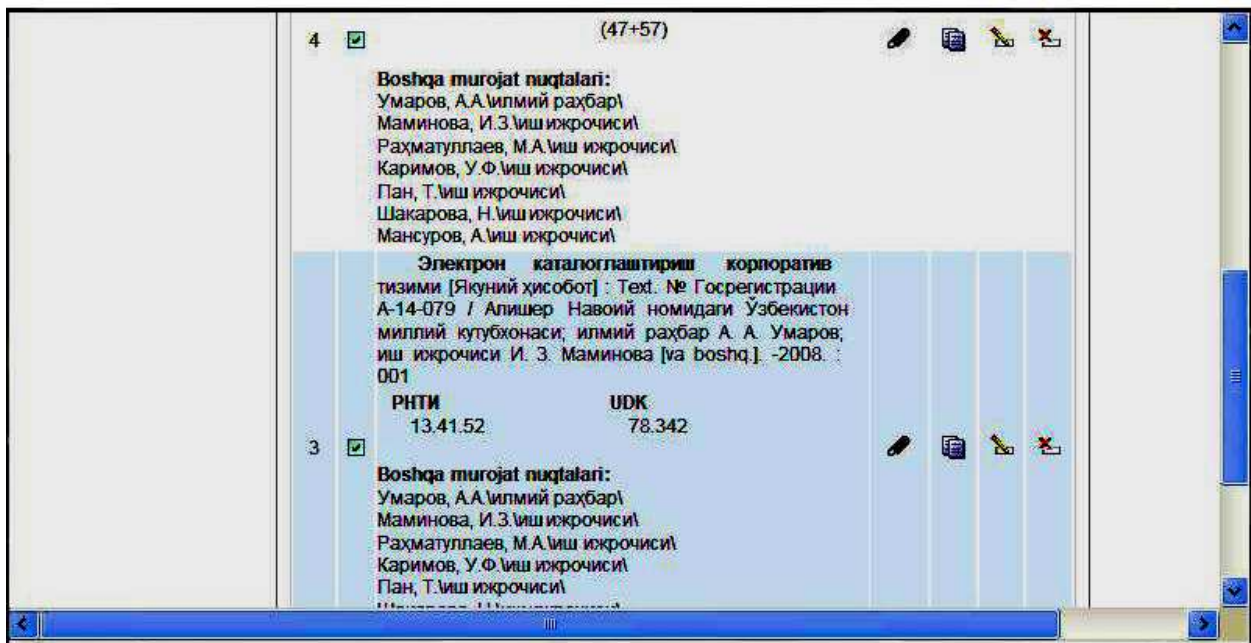 (47+57)
4
Boshqa murojat nuqtalari:
Умаров, А.А.\илмий раҳбар\
Маминова, И.З.\иш ижрочиси\
Раҳматуллаев, М.А.\иш ижрочиси\
Каримов, У.Ф.\иш ижрочиси\
Пан, Т.\иш ижрочиси\
Шакарова, Н.\иш ижрочиси\
Мансуров, А.\иш ижрочиси\
Электрон каталоглаштириш корпоратив
тизими [Якуний ҳисобот] : Text. № Госрегистрации
А-14-079 / Алишер Навоий номидаги Ўзбекистон
миллий кутубхонаси; илмий раҳбар А. А. Умаров;
иш ижрочиси И. З. Маминова [va boshq.]. -2008. :
001
РНТИ UDK
13.41.52 78.342
3
Boshqa murojat nuqtalari:
Умаров, А.А.\илмий раҳбар\
Маминова, И.З.\иш ижрочиси\
Раҳматуллаев, М.А.\иш ижрочиси\
Каримов, У.Ф.\иш ижрочиси\
Пан, Т.\иш ижрочиси\